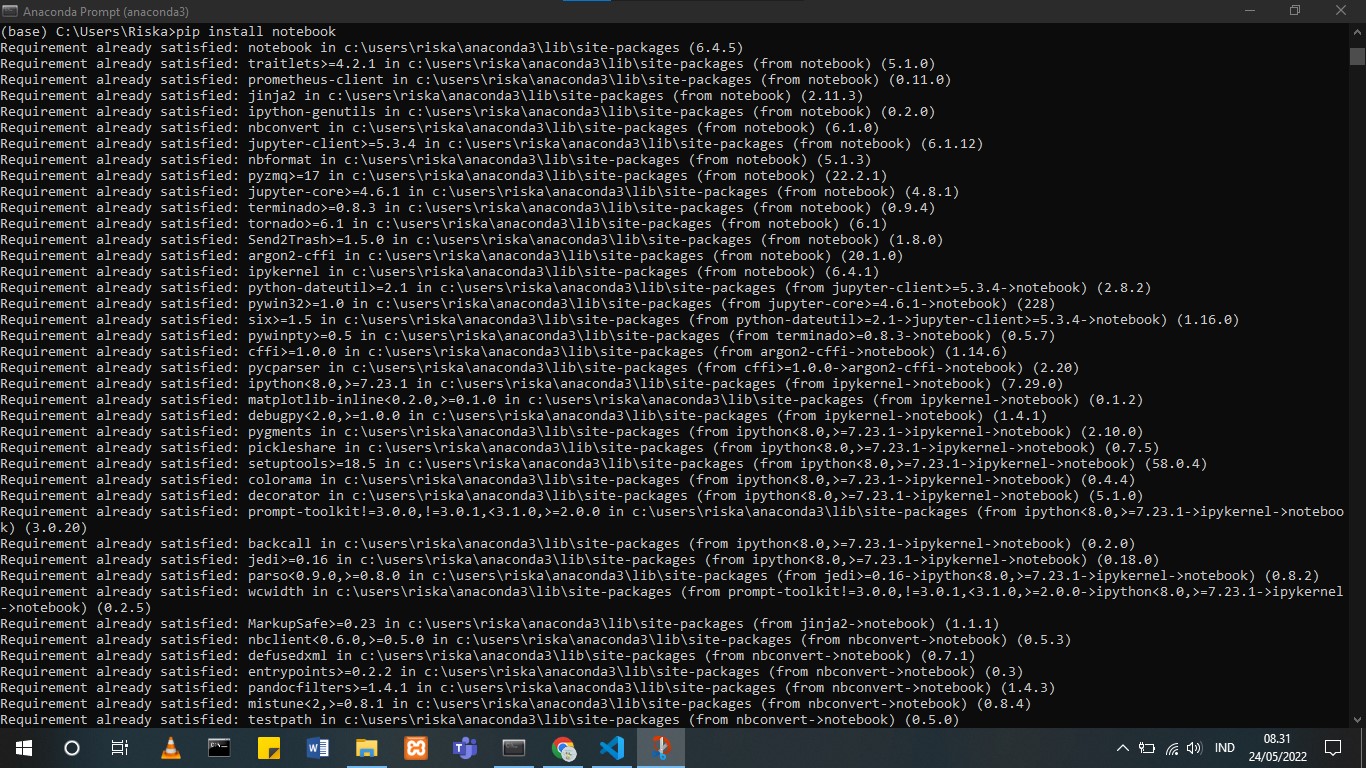 Anaconda Prompt (anaconda3)
(base) C:\Users\Riska>pip install notebook
Requirement already satisfied: notebook in c:\users\riska\anaconda3\lib\site-packages (6.4.5)
Requirement already satisfied: traitlets>=4.2.1 in c:\users\riska\anaconda3\lib\site-packages (from notebook) (5.1.0)
Requirement already satisfied: prometheus-client in c:\users\riska\anaconda3\lib\site-packages (from notebook) (0.11.0)
Requirement already satisfied: jinja2 in c:\users\riska\anaconda3\lib\site-packages (from notebook) (2.11.3)
Requirement already satisfied: ipython-genutils in c:\users\riska\anaconda3\lib\site-packages (from notebook) (0.2.0)
Requirement already satisfied: nbconvert in c:\users\riska\anaconda3\lib\site-packages (from notebook) (6.1.0)
Requirement already satisfied: jupyter-client>=5.3.4 in c:\users\riska\anaconda3\lib\site-packages (from notebook) (6.1.12)
Requirement already satisfied: nbformat in c:\users\riska\anaconda3\lib\site-packages (from notebook) (5.1.3)
Requirement already satisfied: pyzmq>=17 in c:\users\riska\anaconda3\lib\site-packages (from notebook) (22.2.1)
Requirement already satisfied: jupyter-core>=4.6.1 in c:\users\riska\anaconda3\lib\site-packages (from notebook) (4.8.1)
Requirement already satisfied: terminado>=0.8.3 in c:\users\riska\anaconda3\lib\site-packages (from notebook) (0.9.4)
Requirement already satisfied: tornado>=6.1 in c:\users\riska\anaconda3\lib\site-packages (from notebook) (6.1)
Requirement already satisfied: Send2Trash>=1.5.0 in c:\users\riska\anaconda3\lib\site-packages (from notebook) (1.8.0)
Requirement already satisfied: argon2-cffi in c:\users\riska\anaconda3\lib\site-packages (from notebook) (20.1.0)
Requirement already satisfied: ipykernel in c:\users\riska\anaconda3\lib\site-packages (from notebook) (6.4.1)
Requirement already satisfied: python-dateutil>=2.1 in c:\users\riska\anaconda3\lib\site-packages (from jupyter-client>=5.3.4->notebook) (2.8.2)
Requirement already satisfied: pywin32>=1.0 in c:\users\riska\anaconda3\lib\site-packages (from jupyter-core>=4.6.1->notebook) (228)
Requirement already satisfied: six>=1.5 in c:\users\riska\anaconda3\lib\site-packages (from python-dateutil>=2.1->jupyter-client>=5.3.4->notebook) (1.16.0)
Requirement already satisfied: pywinpty>=0.5 in c:\users\riska\anaconda3\lib\site-packages (from terminado>=0.8.3->notebook) (0.5.7)
Requirement already satisfied: cffi>=1.0.0 in c:\users\riska\anaconda3\lib\site-packages (from argon2-cffi->notebook) (1.14.6)
Requirement already satisfied: pycparser in c:\users\riska\anaconda3\lib\site-packages (from cffi>=1.0.0->argon2-cffi->notebook) (2.20)
Requirement already satisfied: ipython<8.0,>=7.23.1 in c:\users\riska\anaconda3\lib\site-packages (from ipykernel->notebook) (7.29.0)
Requirement already satisfied: matplotlib-inline<0.2.0,>=0.1.0 in c:\users\riska\anaconda3\lib\site-packages (from ipykernel->notebook) (0.1.2)
Requirement already satisfied: debugpy<2.0,>=1.0.0 in c:\users\riska\anaconda3\lib\site-packages (from ipykernel->notebook) (1.4.1)
Requirement already satisfied: pygments in c:\users\riska\anaconda3\lib\site-packages (from ipython<8.0,>=7.23.1->ipykernel->notebook) (2.10.0)
Requirement already satisfied: pickleshare in c:\users\riska\anaconda3\lib\site-packages (from ipython<8.0,>=7.23.1->ipykernel->notebook) (0.7.5)
Requirement already satisfied: setuptools>=18.5 in c:\users\riska\anaconda3\lib\site-packages (from ipython<8.0,>=7.23.1->ipykernel->notebook) (58.0.4)
Requirement already satisfied: colorama in c:\users\riska\anaconda3\lib\site-packages (from ipython<8.0,>=7.23.1->ipykernel->notebook) (0.4.4)
Requirement already satisfied: decorator in c:\users\riska\anaconda3\lib\site-packages (from ipython<8.0,>=7.23.1->ipykernel->notebook) (5.1.0)
Requirement already satisfied: prompt-toolkit!=3.0.0,!=3.0.1,<3.1.0,>=2.0.0 in c:\users\riska\anaconda3\lib\site-packages (from ipython<8.0,>=7.23.1->ipykernel->noteboo
k) (3.0.20)
Requirement already satisfied: backcall in c:\users\riska\anaconda3\lib\site-packages (from ipython<8.0,>=7.23.1->ipykernel->notebook) (0.2.0)
Requirement already satisfied: jedi>=0.16 in c:\users\riska\anaconda3\lib\site-packages (from ipython<8.0,>=7.23.1->ipykernel->notebook) (0.18.0)
Requirement already satisfied: parso<0.9.0,>=0.8.0 in c:\users\riska\anaconda3\lib\site-packages (from jedi>=0.16->ipython<8.0,>=7.23.1->ipykernel->notebook) (0.8.2)
Requirement already satisfied: wcwidth in c:\users\riska\anaconda3\lib\site-packages (from prompt-toolkit!=3.0.0,!=3.0.1,<3.1.0,>=2.0.0->ipython<8.0,>=7.23.1->ipykernel
->notebook) (0.2.5)
Requirement already satisfied: MarkupSafe>=0.23 in c:\users\riska\anaconda3\lib\site-packages (from jinja2->notebook) (1.1.1)
Requirement already satisfied: nbclient<0.6.0,>=0.5.0 in c:\users\riska\anaconda3\lib\site-packages (from nbconvert->notebook) (0.5.3)
Requirement already satisfied: defusedxml in c:\users\riska\anaconda3\lib\site-packages (from nbconvert->notebook) (0.7.1)
Requirement already satisfied: entrypoints>=0.2.2 in c:\users\riska\anaconda3\lib\site-packages (from nbconvert->notebook) (0.3)
Requirement already satisfied: pandocfilters>=1.4.1 in c:\users\riska\anaconda3\lib\site-packages (from nbconvert->notebook) (1.4.3)
Requirement already satisfied: mistune<2,>=0.8.1 in c:\users\riska\anaconda3\lib\site-packages (from nbconvert->notebook) (0.8.4)
Requirement already satisfied: testpath in c:\users\riska\anaconda3\lib\site-packages (from nbconvert->notebook) (0.5.0)
IND
08.31
24/05/2022